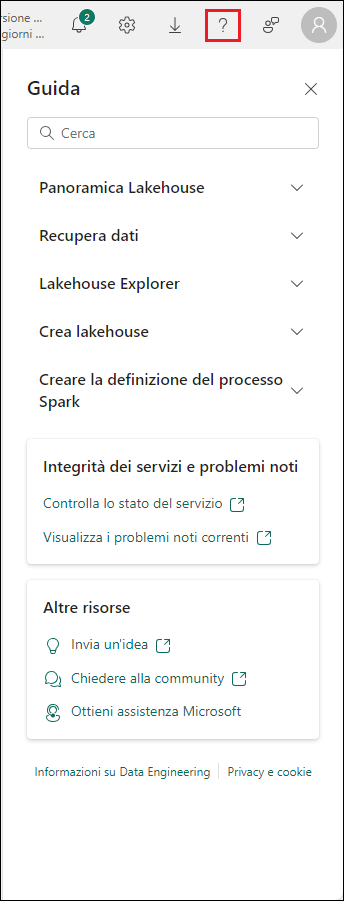 rsione ...
giorni ...
2
?
Guida
Cerca
Panoramica Lakehouse
Recupera dati
Lakehouse Explorer
Crea lakehouse
Creare la definizione del processo
Spark
Integrità dei servizi e problemi noti
Controlla lo stato del servizio
Visualizza i problemi noti correnti
Altre risorse
Invia un'idea
Chiedere alla community
Ottieni assistenza Microsoft
Informazioni su Data Engineering
Privacy e cookie